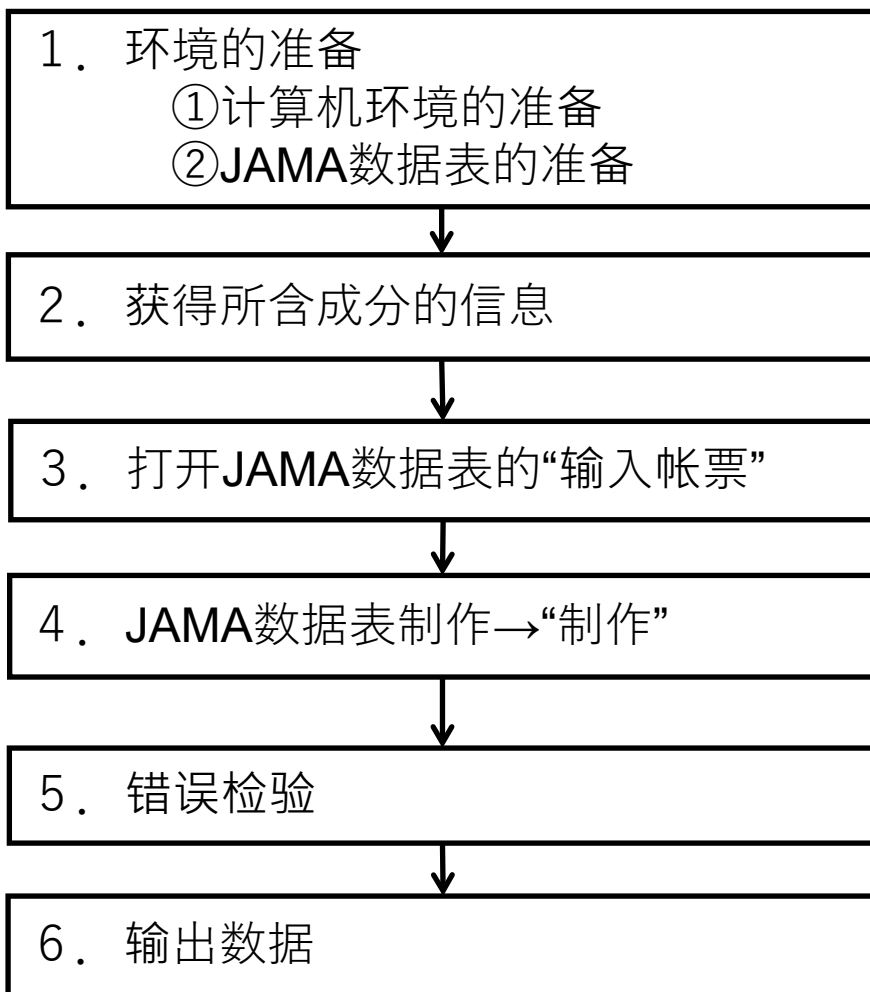 1．环境的准备
①计算机环境的准备
②JAMA数据表的准备
2．获得所含成分的信息
3．打开JAMA数据表的“输入帐票”
4．JAMA数据表制作→“制作”
5．错误检验
6．输出数据